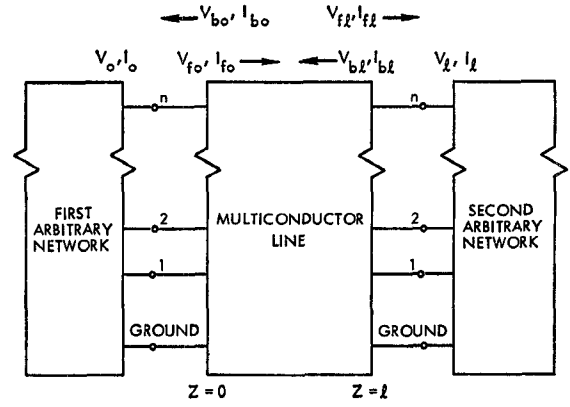 V_bo, I_bo V_fℓ, I_fℓ
V_o, I_o V_fo, I_fo V_bℓ, I_bℓ V_ℓ, I_ℓ
n n
FIRST
ARBITRARY
NETWORK
2
1
GROUND
MULTICONDUCTOR
LINE
2
1
GROUND
SECOND
ARBITRARY
NETWORK
Z=0 Z=ℓ